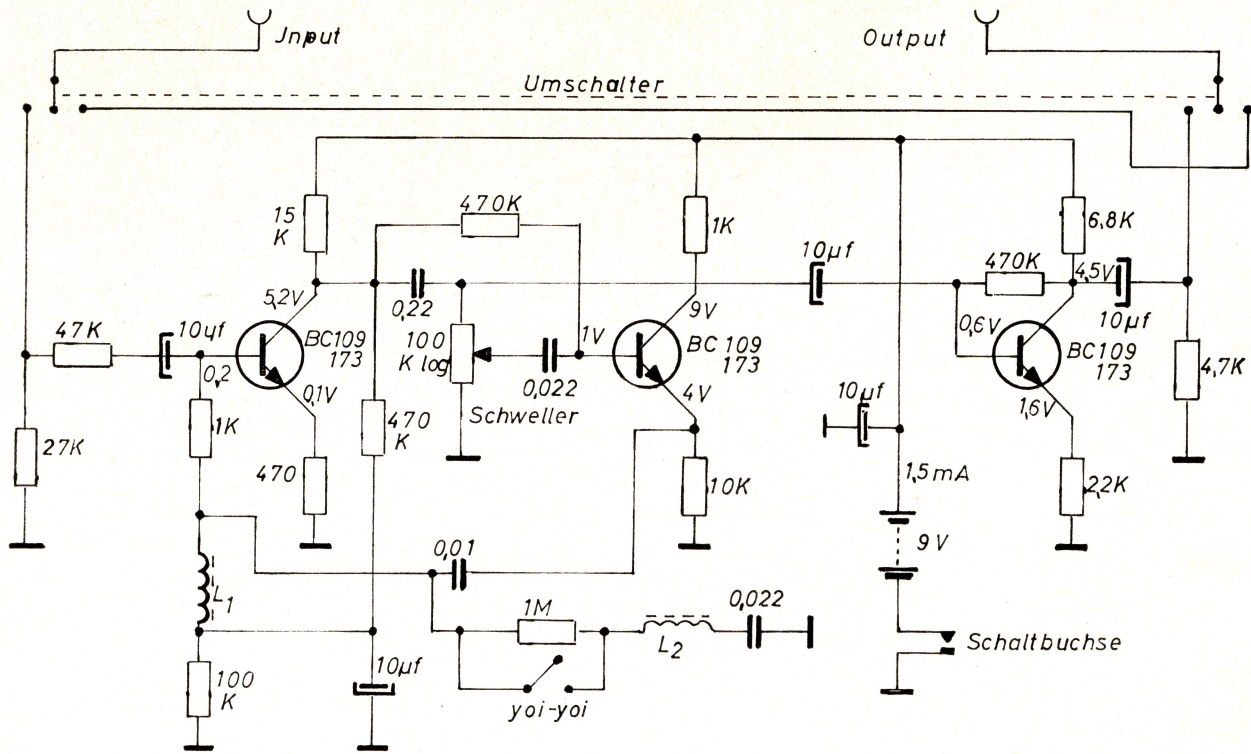 Jnput
Output
Umschalter
15
K
470K
1K
10µf
6,8K
470K
4,5V
0,22
5,2V
47K
10µf
BC109
173
0,2
0,1V
100
K log
1V
0,022
9V
BC109
173
0,6V
10µf
BC109
173
4,7K
Schweller
4V
10µf
1,6V
27K
1K
470
470
K
10K
1,5mA
2,2K
9V
0,01
L1
1M
0,022
L2
Schaltbuchse
100
K
10µf
yoi-yoi